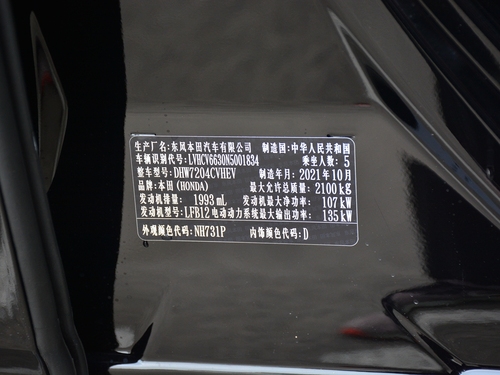 生产厂名:东风本田汽车有限公司 制造国:中华人民共和国
车辆识别代号:LVHCV6630N5001834 乘坐人数: 5
整车型号:DHW7204CVHEV 制造年月:2021年10月
品牌:本田(HONDA) 最大允许总质量: 2100kg
发动机排量: 1993 mL 发动机最大净功率: 107kW
发动机型号:LFB12 电动动力系统最大输出功率: 135kW
外观颜色代码:NH731P 内饰颜色代码:D